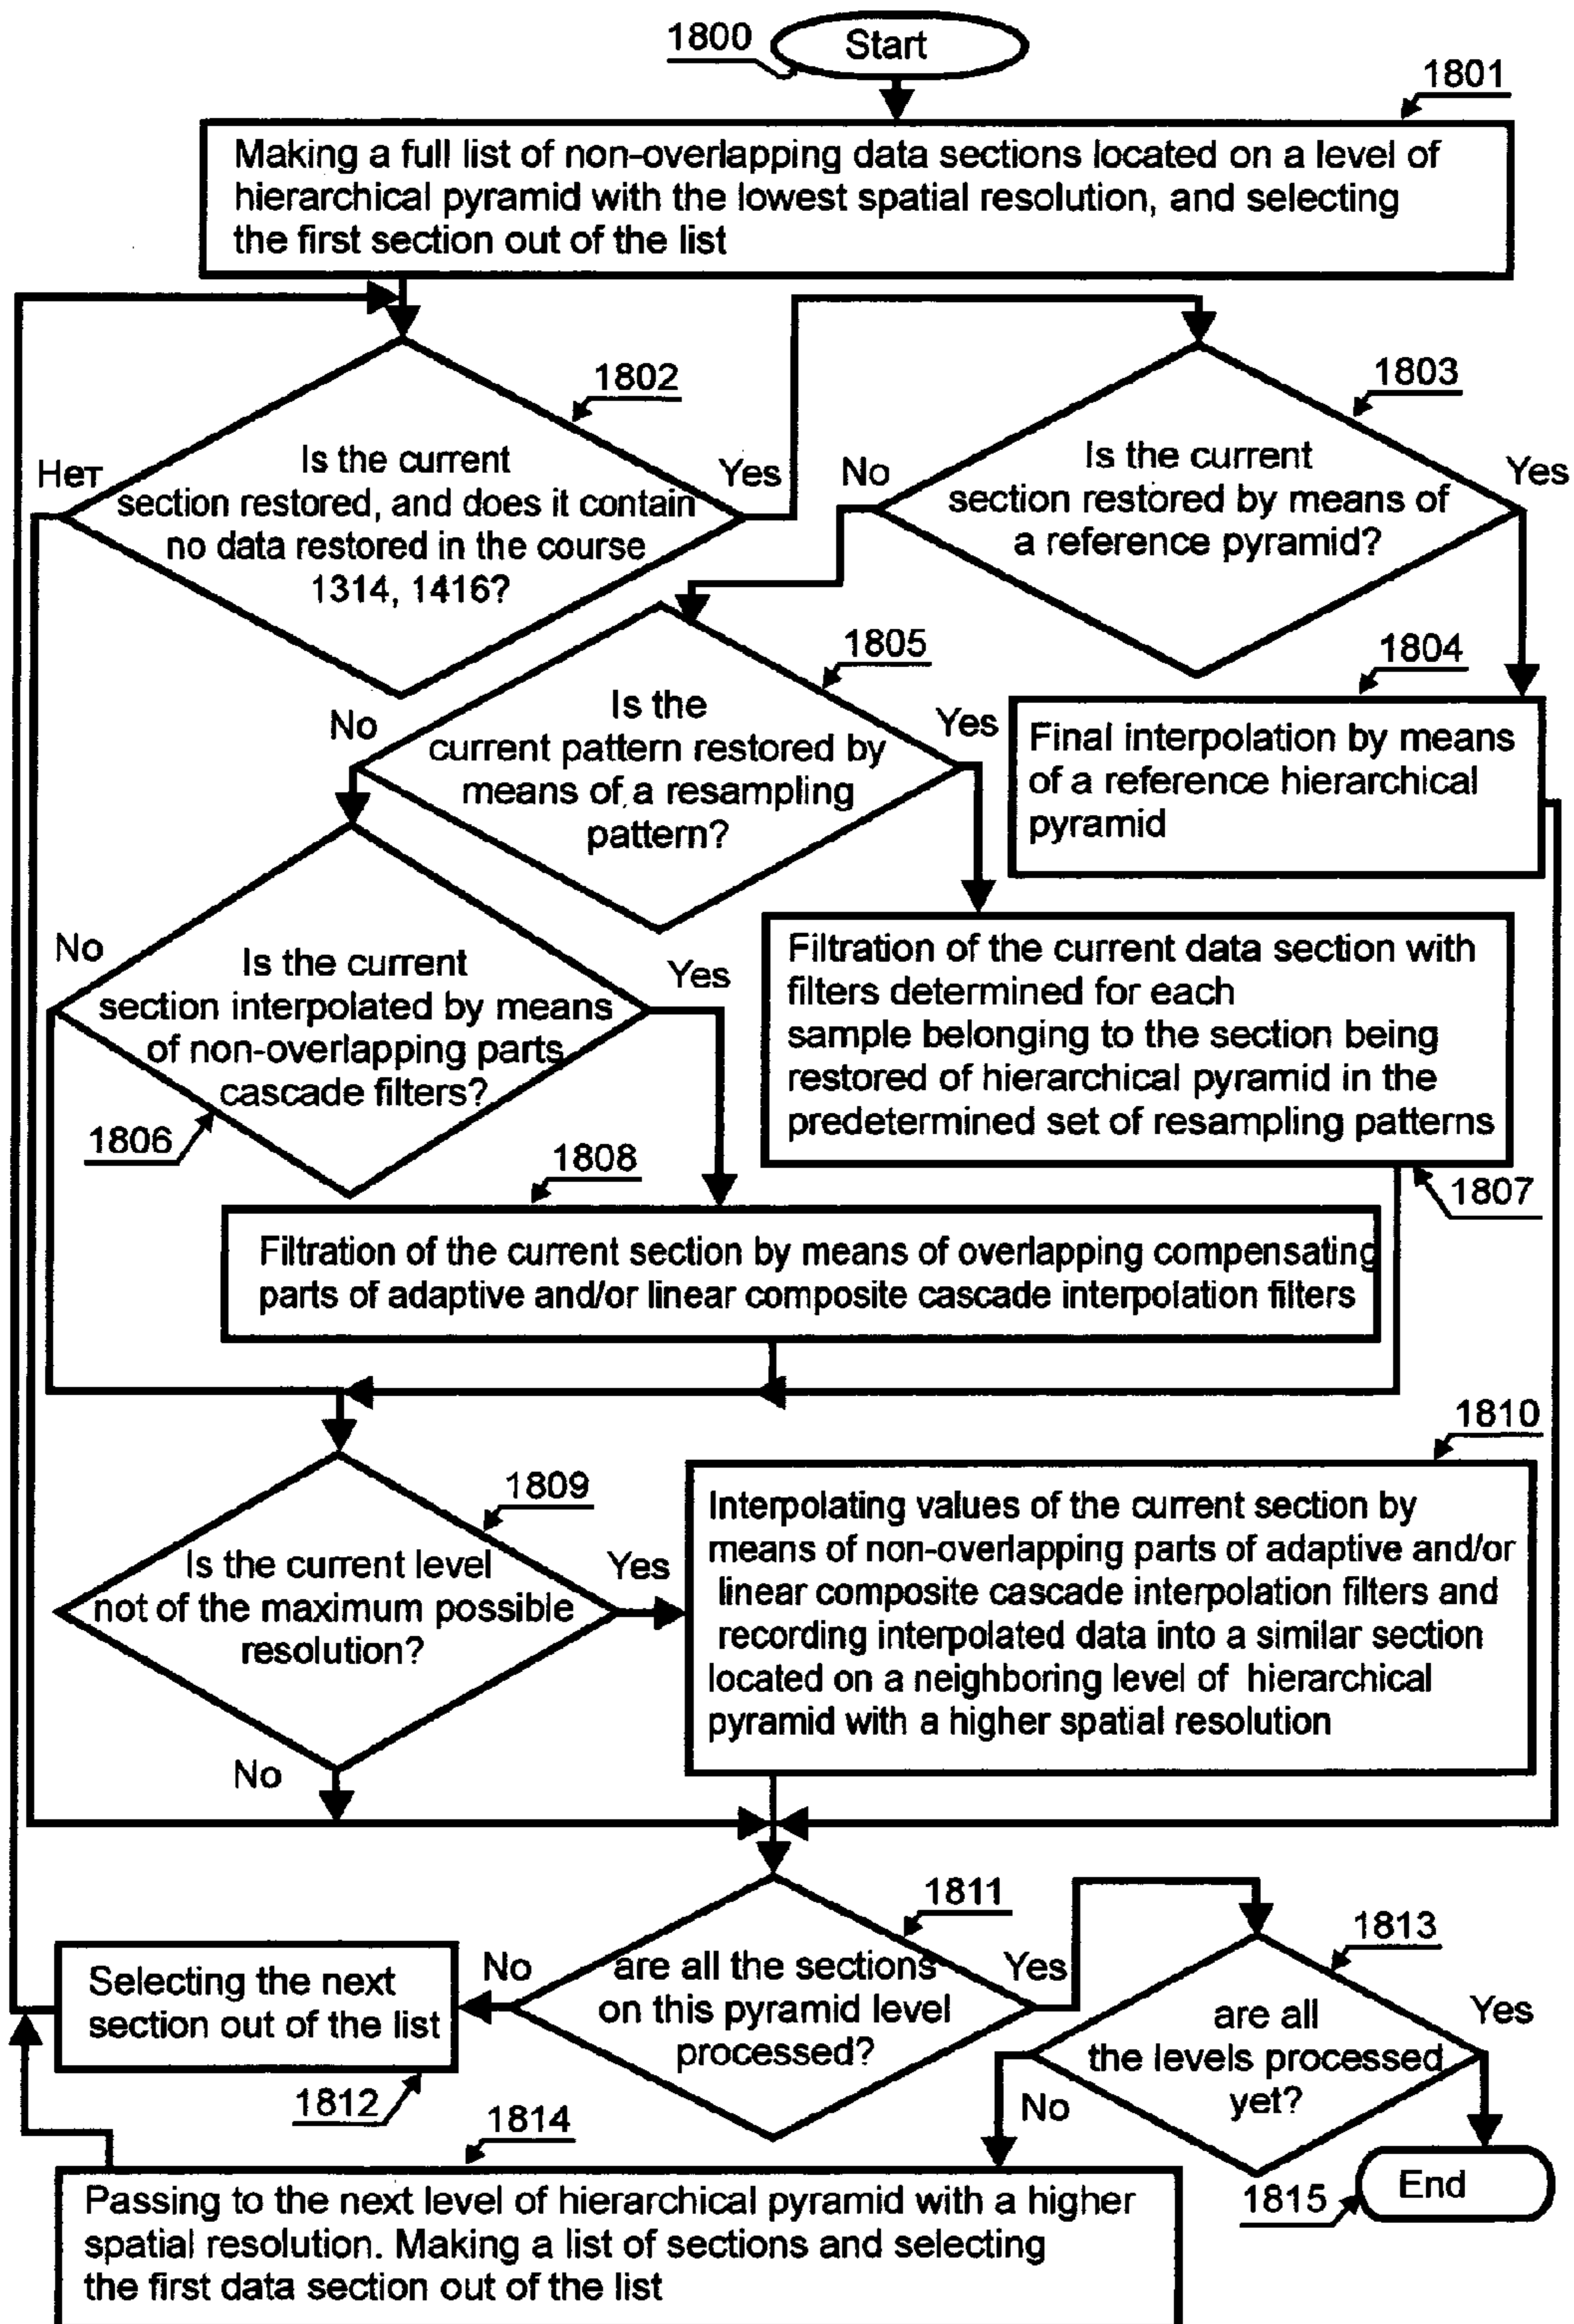 1800
Start
1801
Making a full list of non-overlapping data sections located on a level of
hierarchical pyramid with the lowest spatial resolution, and selecting
the first section out of the list
1802
Нет
Is the current
section restored, and does it contain
no data restored in the course
1314, 1416?
Yes
1803
No
Is the current
section restored by means of
a reference pyramid?
Yes
1805
No
Is the
current pattern restored by
means of a resampling
pattern?
Yes
1804
Final interpolation by means
of a reference hierarchical
pyramid
No
Is the current
section interpolated by means
of non-overlapping parts
cascade filters?
Yes
1806
Filtration of the current data section with
filters determined for each
sample belonging to the section being
restored of hierarchical pyramid in the
predetermined set of resampling patterns
1807
1808
Filtration of the current section by means of overlapping compensating
parts of adaptive and/or linear composite cascade interpolation filters
1809
Is the current level
not of the maximum possible
resolution?
Yes
No
1810
Interpolating values of the current section by
means of non-overlapping parts of adaptive and/or
linear composite cascade interpolation filters and
recording interpolated data into a similar section
located on a neighboring level of hierarchical
pyramid with a higher spatial resolution
1811
No
are all the sections
on this pyramid level
processed?
Yes
Selecting the next
section out of the list
1812
1813
are all
the levels processed
yet?
Yes
No
1814
Passing to the next level of hierarchical pyramid with a higher
spatial resolution. Making a list of sections and selecting
the first data section out of the list
1815
End